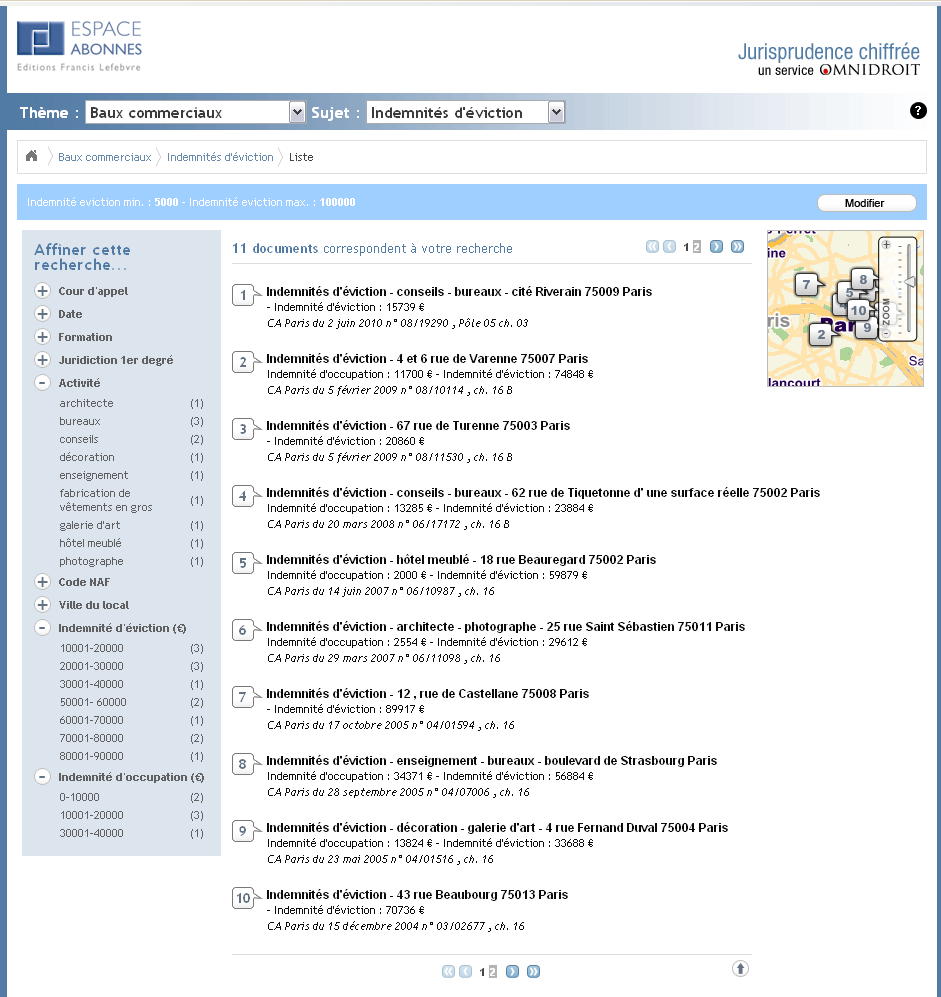 ESPACE
ABONNES
Editions Francis Lefebvre
Jurisprudence chiffrée
un service OMNIDROIT
Thème : Baux commerciaux Sujet : Indemnités d'éviction ?
Baux commerciaux Indemnités d'éviction Liste
Indemnité eviction min. : 5000 - Indemnité eviction max. : 100000 Modifier
Affiner cette
recherche...
Cour d'appel
Date
Formation
Juridiction 1er degré
Activité
architecte (1)
bureaux (3)
conseils (2)
décoration (1)
enseignement (1)
fabrication de
vêtements en gros (1)
galerie d'art (1)
hôtel meublé (1)
photographe (1)
Code NAF
Ville du local
Indemnité d'éviction (€)
10001-20000 (3)
20001-30000 (3)
30001-40000 (1)
50001- 60000 (2)
60001-70000 (1)
70001-80000 (2)
80001-90000 (1)
Indemnité d'occupation (€)
0-10000 (2)
10001-20000 (3)
30001-40000 (1)
11 documents correspondent à votre recherche 1 2
1 Indemnités d'éviction - conseils - bureaux - cité Riverain 75009 Paris
- Indemnité d'éviction : 15739 €
CA Paris du 2 juin 2010 n° 08/19290 , Pôle 05 ch. 03
2 Indemnités d'éviction - 4 et 6 rue de Varenne 75007 Paris
Indemnité d'occupation : 11700 € - Indemnité d'éviction : 74848 €
CA Paris du 5 février 2009 n° 08/10114 , ch. 16 B
3 Indemnités d'éviction - 67 rue de Turenne 75003 Paris
- Indemnité d'éviction : 20860 €
CA Paris du 5 février 2009 n° 08/11530 , ch. 16 B
4 Indemnités d'éviction - conseils - bureaux - 62 rue de Tiquetonne d' une surface réelle 75002 Paris
Indemnité d'occupation : 13285 € - Indemnité d'éviction : 23884 €
CA Paris du 20 mars 2008 n° 06/17172 , ch. 16 B
5 Indemnités d'éviction - hôtel meublé - 18 rue Beauregard 75002 Paris
Indemnité d'occupation : 2000 € - Indemnité d'éviction : 59879 €
CA Paris du 14 juin 2007 n° 06/10987 , ch. 16
6 Indemnités d'éviction - architecte - photographe - 25 rue Saint Sébastien 75011 Paris
Indemnité d'occupation : 2554 € - Indemnité d'éviction : 29612 €
CA Paris du 29 mars 2007 n° 06/11098 , ch. 16
7 Indemnités d'éviction - 12 , rue de Castellane 75008 Paris
- Indemnité d'éviction : 89917 €
CA Paris du 17 octobre 2005 n° 04/01594 , ch. 16
8 Indemnités d'éviction - enseignement - bureaux - boulevard de Strasbourg Paris
Indemnité d'occupation : 34371 € - Indemnité d'éviction : 56884 €
CA Paris du 28 septembre 2005 n° 04/07006 , ch. 16
9 Indemnités d'éviction - décoration - galerie d'art - 4 rue Fernand Duval 75004 Paris
Indemnité d'occupation : 13824 € - Indemnité d'éviction : 33688 €
CA Paris du 23 mai 2005 n° 04/01516 , ch. 16
10 Indemnités d'éviction - 43 rue Beaubourg 75013 Paris
- Indemnité d'éviction : 70736 €
CA Paris du 15 décembre 2004 n° 03/02677 , ch. 16
1 2
7
8
5
10
9
2
ZOOM